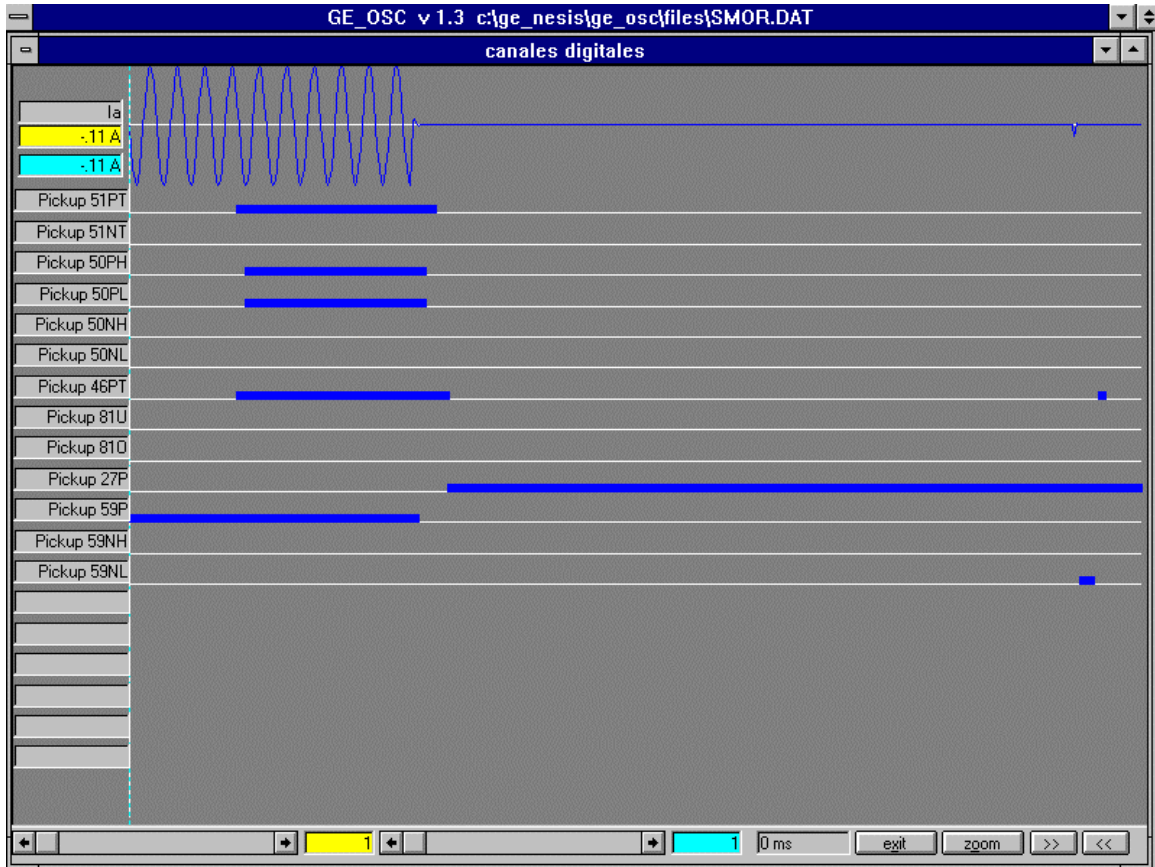 GE_OSC v 1.3 c:\ge_nesis\ge_osc\files\SMOR.DAT
canales digitales
Ia
-.11 A
-.11 A
Pickup 51PT
Pickup 51NT
Pickup 50PH
Pickup 50PL
Pickup 50NH
Pickup 50NL
Pickup 46PT
Pickup 81U
Pickup 81O
Pickup 27P
Pickup 59P
Pickup 59NH
Pickup 59NL
1 1 0 ms exit zoom >> <<